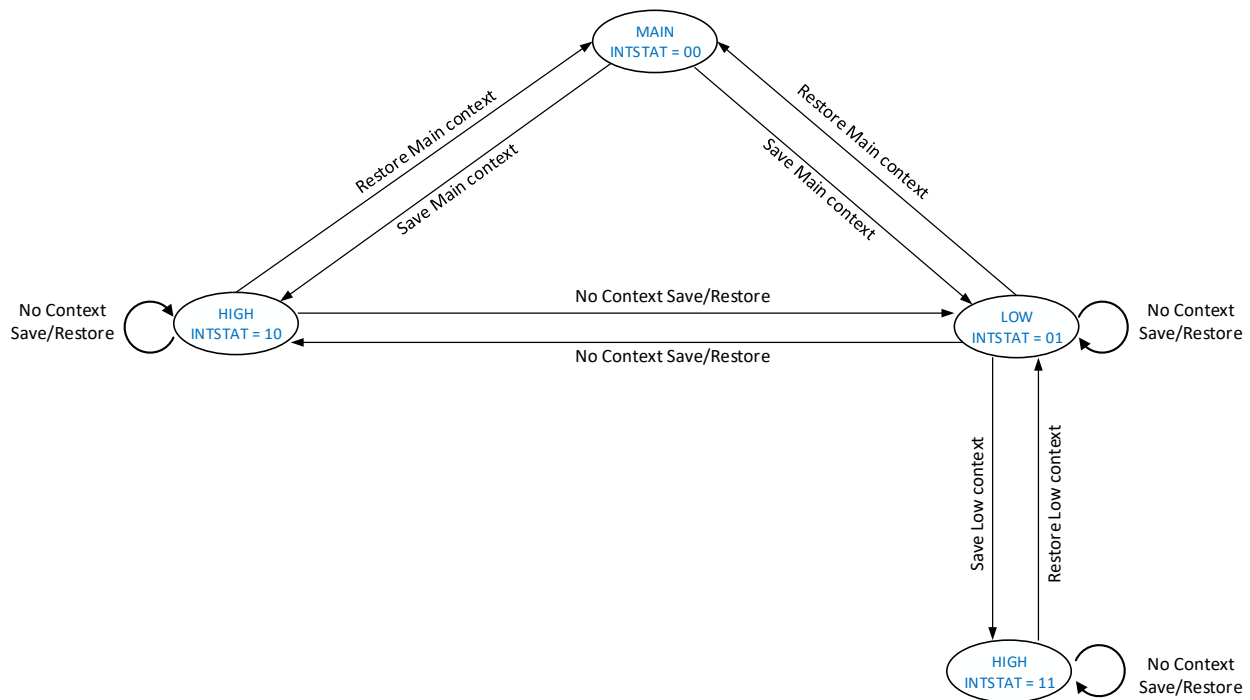 MAIN
INTSTAT = 00
Restore Main context
Save Main context
Save Main context
Restore Main context
No Context
Save/Restore
HIGH
INTSTAT = 10
No Context Save/Restore
No Context Save/Restore
LOW
INTSTAT = 01
No Context
Save/Restore
Save Low context
Restore Low context
HIGH
INTSTAT = 11
No Context
Save/Restore